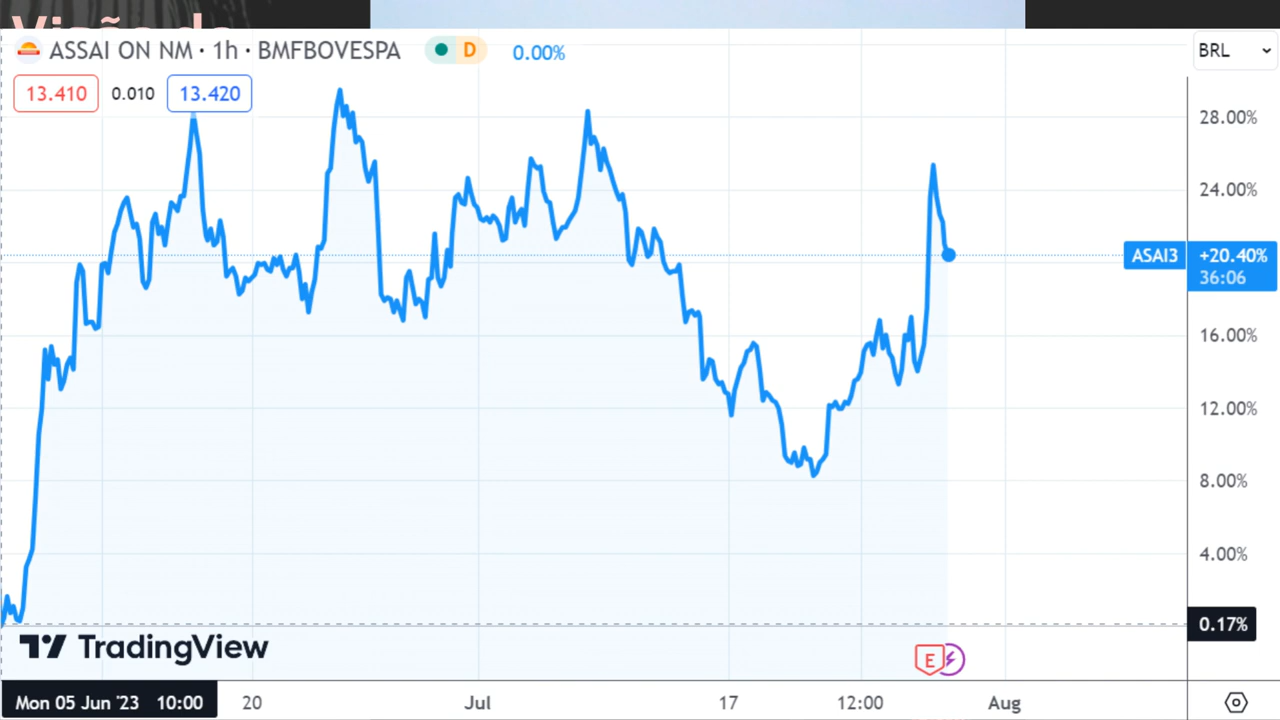 ASSAI ON NM · 1h · BMFBOVESPA D 0.00% BRL
13.410 0.010 13.420
28.00%
24.00%
ASAI3 +20.40%
36:06
16.00%
12.00%
8.00%
4.00%
0.17%
TradingView
E
Mon 05 Jun '23 10:00 20 Jul 17 12:00 Aug